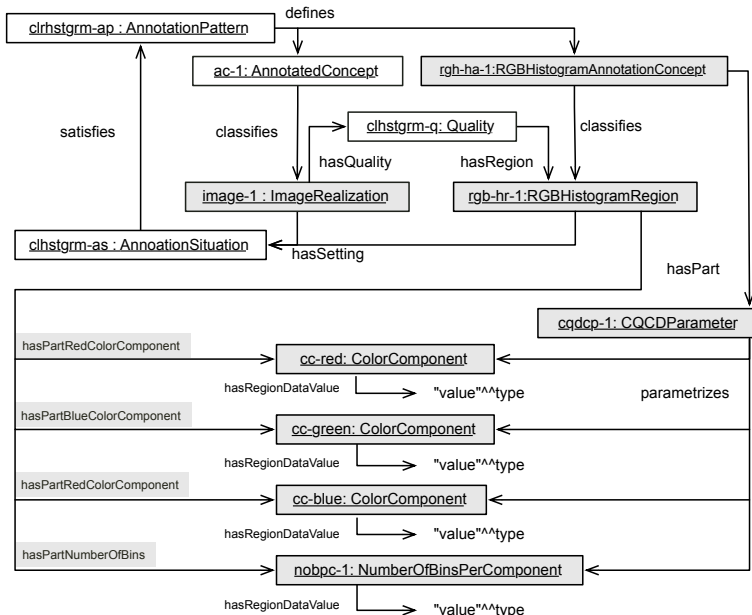 defines
clrhstgrm-ap : AnnotationPattern
ac-1: AnnotatedConcept
rgh-ha-1:RGBHistogramAnnotationConcept
satisfies
classifies
clhstgrm-q: Quality
classifies
hasQuality
hasRegion
image-1 : ImageRealization
rgb-hr-1:RGBHistogramRegion
clhstgrm-as : AnnoationSituation
hasSetting
hasPart
cqdcp-1: CQCDParameter
hasPartRedColorComponent
cc-red: ColorComponent
hasRegionDataValue
"value"^^type
parametrizes
hasPartBlueColorComponent
cc-green: ColorComponent
hasRegionDataValue
"value"^^type
hasPartRedColorComponent
cc-blue: ColorComponent
hasRegionDataValue
"value"^^type
hasPartNumberOfBins
nobpc-1: NumberOfBinsPerComponent
hasRegionDataValue
"value"^^type